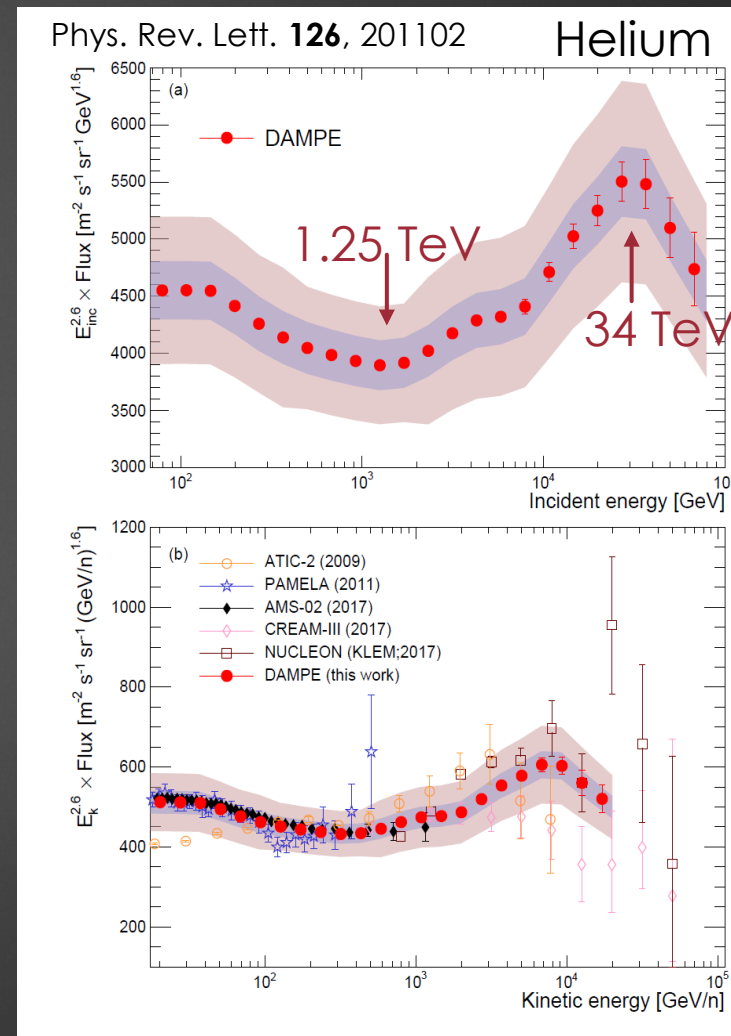 Phys. Rev. Lett. 126, 201102
Helium
(a)
DAMPE
1.25 TeV
34 TeV
E_inc^2.6 × Flux [m^-2 s^-1 sr^-1 GeV^1.6]
6500
6000
5500
5000
4500
4000
3500
3000
10^2
10^3
10^4
10
Incident energy [GeV]
(b)
ATIC-2 (2009)
PAMELA (2011)
AMS-02 (2017)
CREAM-III (2017)
NUCLEON (KLEM;2017)
DAMPE (this work)
E_k^2.6 × Flux [m^-2 s^-1 sr^-1 (GeV/n)^1.6]
1200
1000
800
600
400
200
10^2
10^3
10^4
10^5
Kinetic energy [GeV/n]